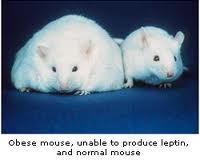 Obese mouse, unable to produce leptin,
and normal mouse